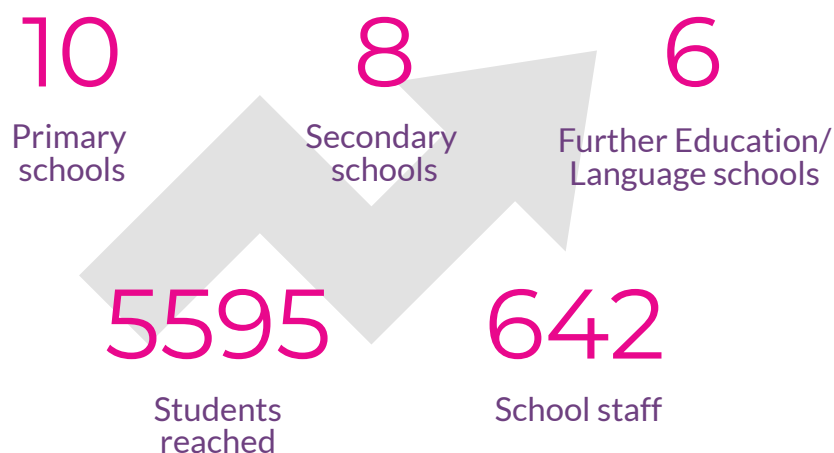 10
Primary
schools
8
Secondary
schools
6
Further Education/
Language schools
5595
Students
reached
642
School staff